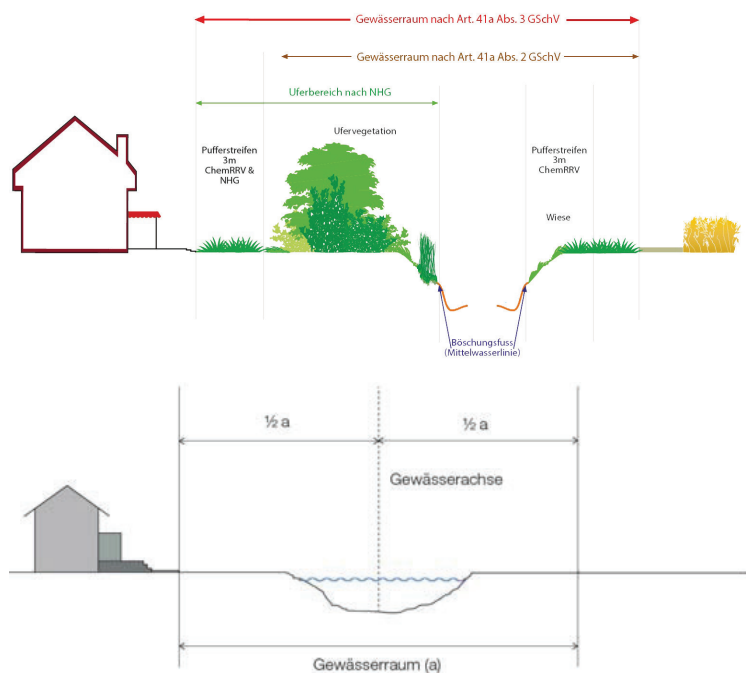 Gewässerraum nach Art. 41a Abs. 3 GSchV
Gewässerraum nach Art. 41a Abs. 2 GSchV
Uferbereich nach NHG
Ufervegetation
Pufferstreifen
3m
ChemRRV &
NHG
Pufferstreifen
3m
ChemRRV
Wiese
Böschungsfuss
(Mittelwasserlinie)
½ a
½ a
Gewässerachse
Gewässerraum (a)